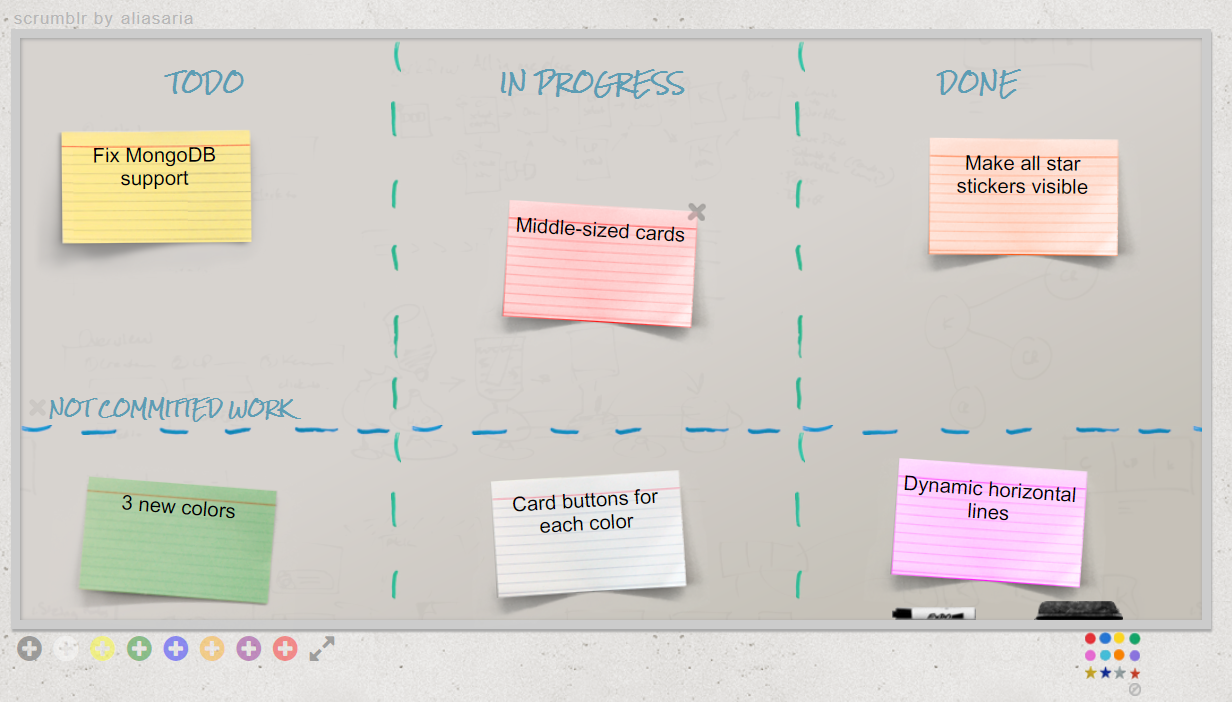 scrumblr by aliasaria
TODO
IN PROGRESS
DONE
Fix MongoDB
support
Middle-sized cards
Make all star
stickers visible
NOT COMMITTED WORK
3 new colors
Card buttons for
each color
Dynamic horizontal
lines